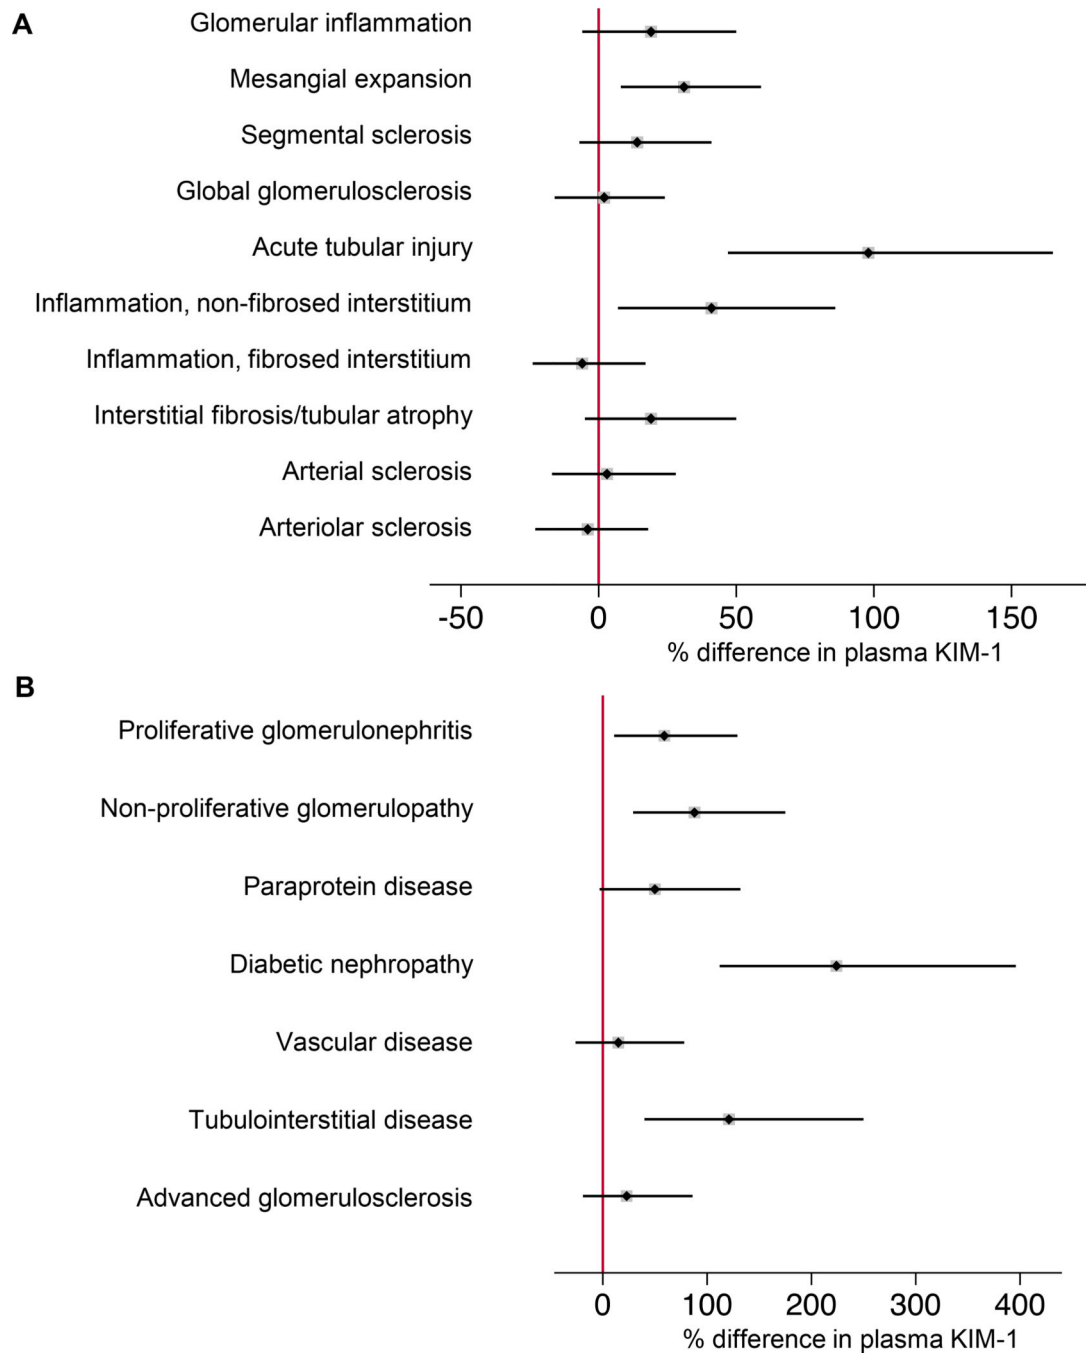 A
Glomerular inflammation
Mesangial expansion
Segmental sclerosis
Global glomerulosclerosis
Acute tubular injury
Inflammation, non-fibrosed interstitium
Inflammation, fibrosed interstitium
Interstitial fibrosis/tubular atrophy
Arterial sclerosis
Arteriolar sclerosis
-50 0 50 100 150
% difference in plasma KIM-1
B
Proliferative glomerulonephritis
Non-proliferative glomerulopathy
Paraprotein disease
Diabetic nephropathy
Vascular disease
Tubulointerstitial disease
Advanced glomerulosclerosis
0 100 200 300 400
% difference in plasma KIM-1